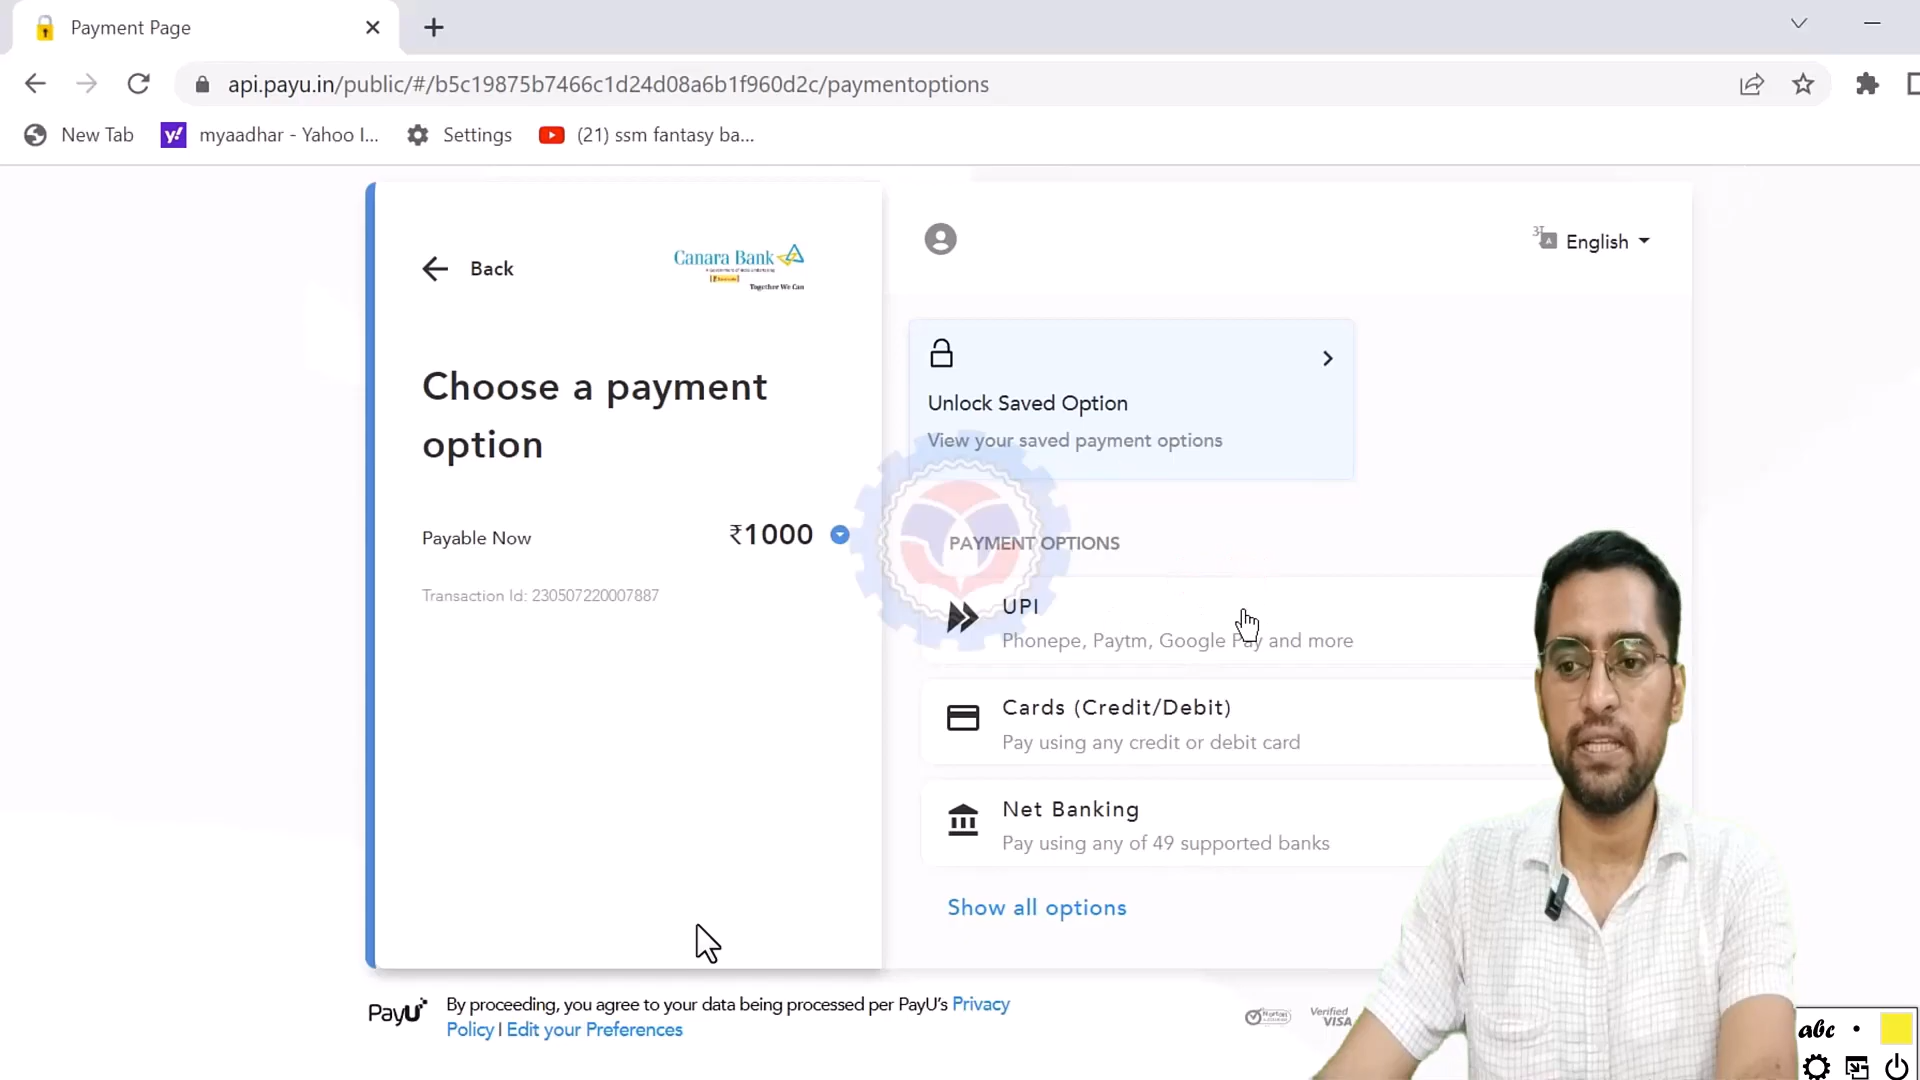 Payment Page
api.payu.in/public/#/b5c19875b7466c1d24d08a6b1f960d2c/paymentoptions
New Tab
myaadhar - Yahoo I...
Settings
(21) ssm fantasy ba...
Back
Canara Bank
Together We Can
English
Choose a payment
option
Payable Now
₹1000
Transaction Id: 230507220007887
Unlock Saved Option
View your saved payment options
PAYMENT OPTIONS
UPI
Phonepe, Paytm, Google Pay and more
Cards (Credit/Debit)
Pay using any credit or debit card
Net Banking
Pay using any of 49 supported banks
Show all options
PayU
By proceeding, you agree to your data being processed per PayU's Privacy
Policy | Edit your Preferences
Norton
Verified
VISA
abc